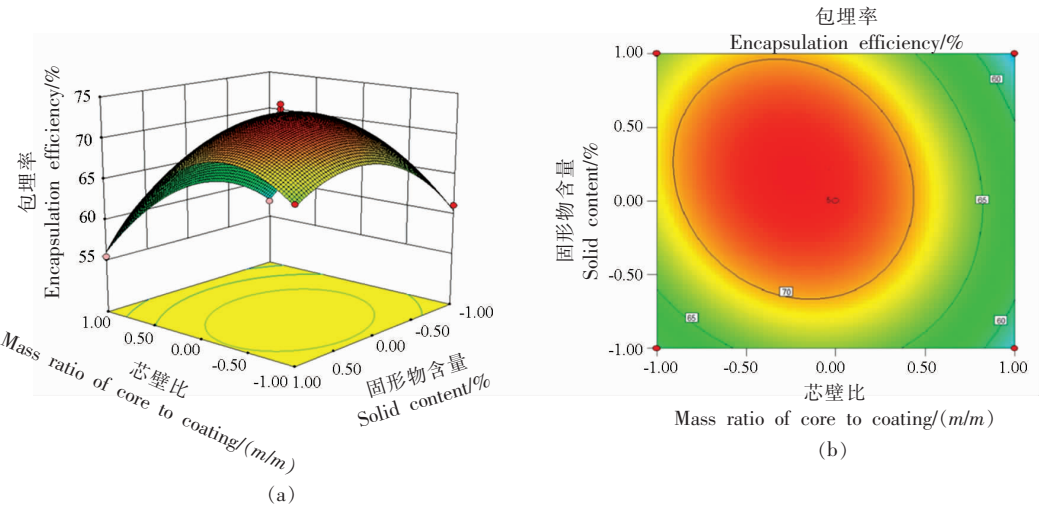 包埋率
Encapsulation efficiency/%
75
70
65
60
55
1.00
0.50
0.00
-0.50
-1.00
芯壁比
Mass ratio of core to coating/(m/m)
1.00
0.50
0.00
-0.50
-1.00
固形物含量
Solid content/%
(a)
包埋率
Encapsulation efficiency/%
固形物含量
Solid content/%
1.00
0.50
0.00
-0.50
-1.00
60
65
70
65
60
-1.00
-0.50
0.00
0.50
1.00
芯壁比
Mass ratio of core to coating/(m/m)
(b)